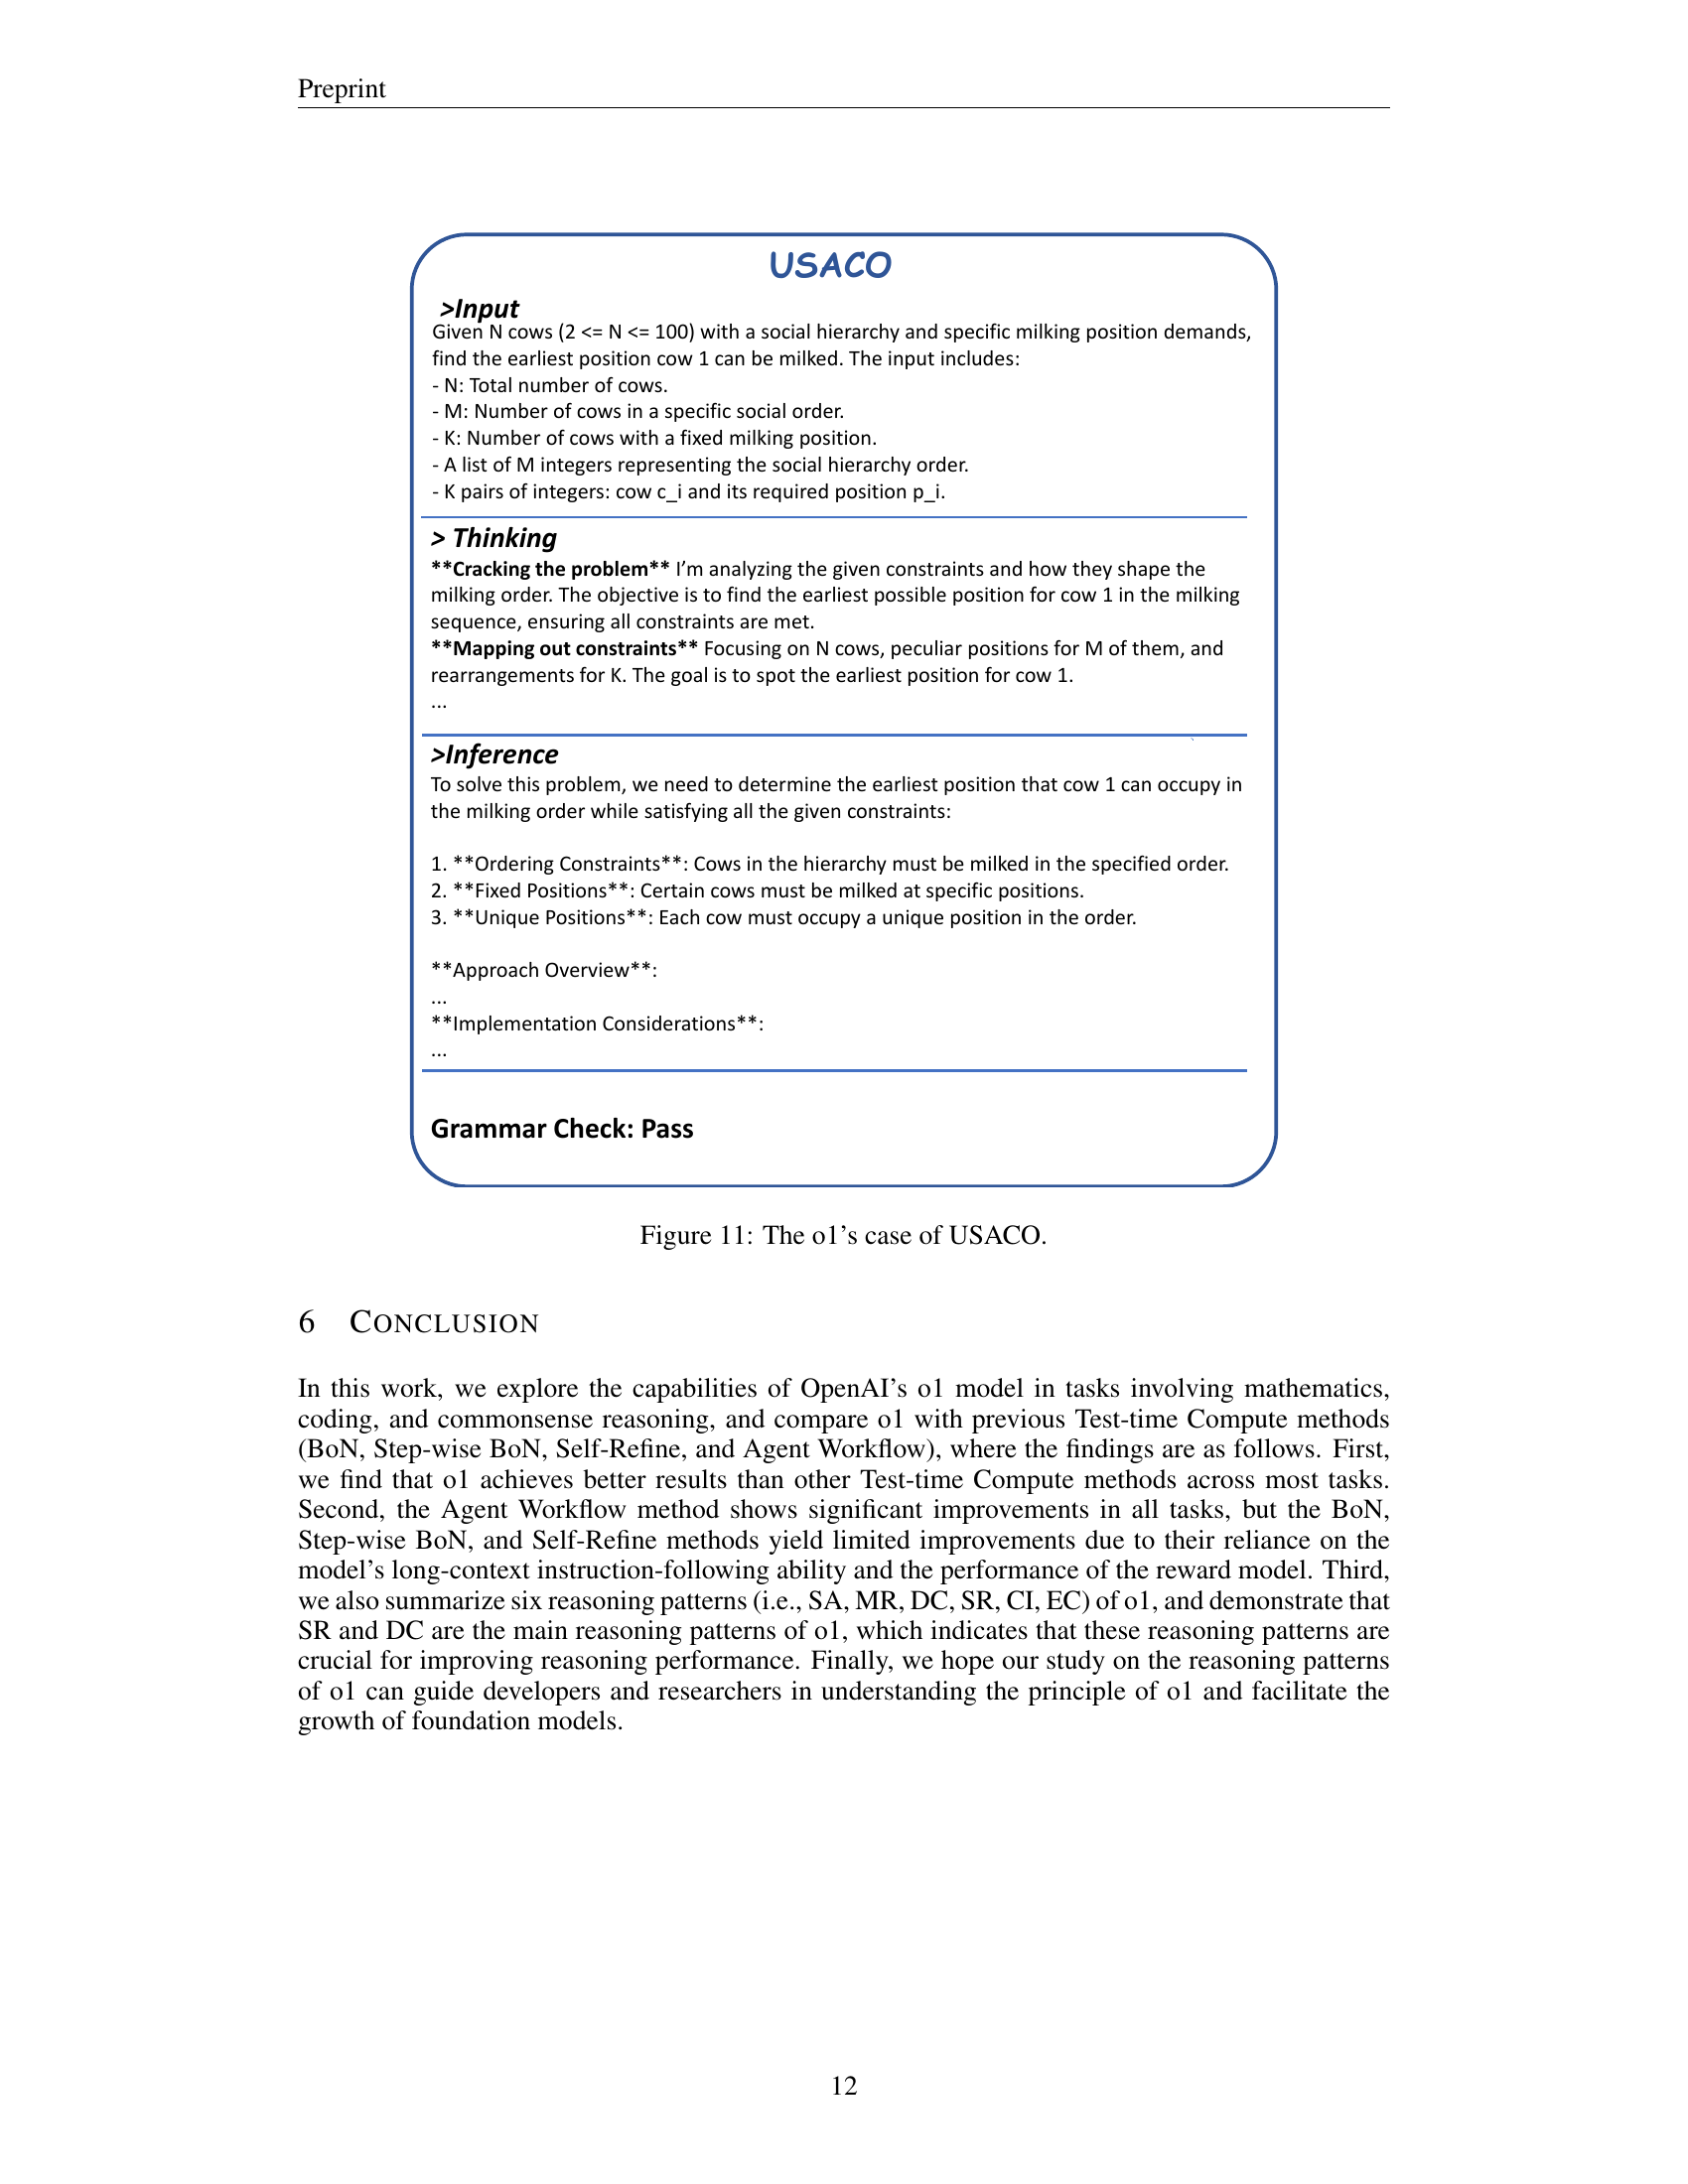 Preprint
USACO
>Input
Given N cows (2 <= N <= 100) with a social hierarchy and specific milking position demands,
find the earliest position cow 1 can be milked. The input includes:
- N: Total number of cows.
- M: Number of cows in a specific social order.
- K: Number of cows with a fixed milking position.
- A list of M integers representing the social hierarchy order.
- K pairs of integers: cow c_i and its required position p_i.
> Thinking
**Cracking the problem** I’m analyzing the given constraints and how they shape the
milking order. The objective is to find the earliest possible position for cow 1 in the milking
sequence, ensuring all constraints are met.
**Mapping out constraints** Focusing on N cows, peculiar positions for M of them, and
rearrangements for K. The goal is to spot the earliest position for cow 1.
...
>Inference
To solve this problem, we need to determine the earliest position that cow 1 can occupy in
the milking order while satisfying all the given constraints:
1. **Ordering Constraints**: Cows in the hierarchy must be milked in the specified order.
2. **Fixed Positions**: Certain cows must be milked at specific positions.
3. **Unique Positions**: Each cow must occupy a unique position in the order.
**Approach Overview**:
...
**Implementation Considerations**:
...
Grammar Check: Pass
Figure 11: The o1’s case of USACO.
6 CONCLUSION
In this work, we explore the capabilities of OpenAI’s o1 model in tasks involving mathematics,
coding, and commonsense reasoning, and compare o1 with previous Test-time Compute methods
(BoN, Step-wise BoN, Self-Refine, and Agent Workflow), where the findings are as follows. First,
we find that o1 achieves better results than other Test-time Compute methods across most tasks.
Second, the Agent Workflow method shows significant improvements in all tasks, but the BoN,
Step-wise BoN, and Self-Refine methods yield limited improvements due to their reliance on the
model’s long-context instruction-following ability and the performance of the reward model. Third,
we also summarize six reasoning patterns (i.e., SA, MR, DC, SR, CI, EC) of o1, and demonstrate that
SR and DC are the main reasoning patterns of o1, which indicates that these reasoning patterns are
crucial for improving reasoning performance. Finally, we hope our study on the reasoning patterns
of o1 can guide developers and researchers in understanding the principle of o1 and facilitate the
growth of foundation models.
12